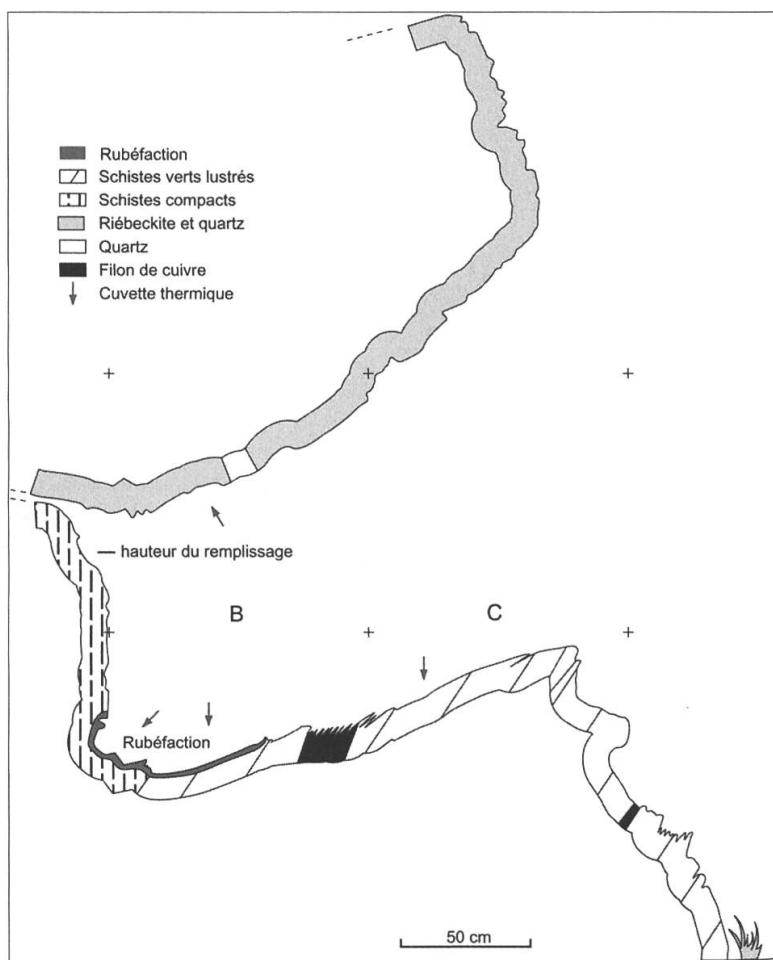 Rubéfaction
Schistes verts lustrés
Schistes compacts
Riébeckite et quartz
Quartz
Filon de cuivre
Cuvette thermique
hauteur du remplissage
B
C
Rubéfaction
50 cm